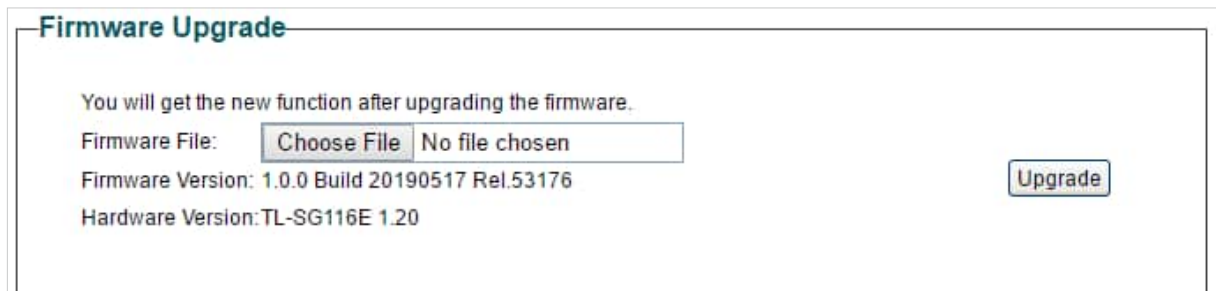 Firmware Upgrade
You will get the new function after upgrading the firmware.
Firmware File: Choose File No file chosen
Firmware Version: 1.0.0 Build 20190517 Rel.53176
Upgrade
Hardware Version:TL-SG116E 1.20